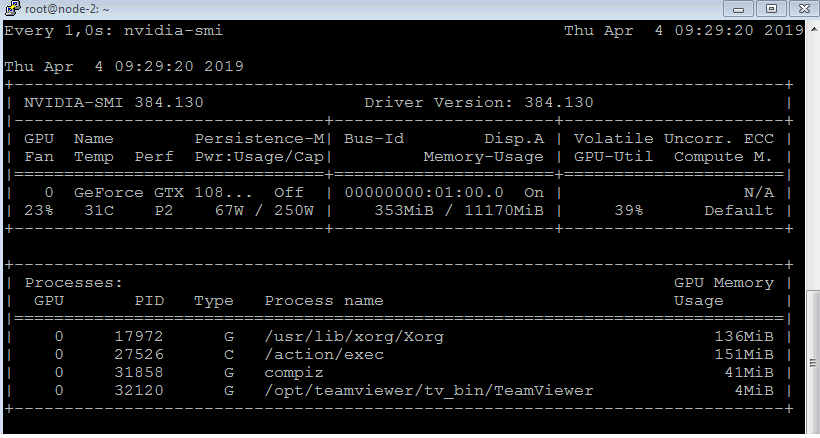 root@node-2: ~
Every 1,0s: nvidia-smi                                  Thu Apr  4 09:29:20 2019
Thu Apr  4 09:29:20 2019
+-----------------------------------------------------------------------------+
| NVIDIA-SMI 384.130                Driver Version: 384.130                   |
|-------------------------------+----------------------+----------------------+
| GPU  Name        Persistence-M| Bus-Id        Disp.A | Volatile Uncorr. ECC |
| Fan  Temp  Perf  Pwr:Usage/Cap|         Memory-Usage | GPU-Util  Compute M. |
|===============================+======================+======================|
|   0  GeForce GTX 108...  Off  | 00000000:01:00.0  On |                  N/A |
| 23%   31C    P2    67W / 250W |    353MiB / 11170MiB |     39%      Default |
+-------------------------------+----------------------+----------------------+
+-----------------------------------------------------------------------------+
| Processes:                                                       GPU Memory |
|  GPU       PID   Type   Process name                             Usage      |
|=============================================================================|
|    0     17972      G   /usr/lib/xorg/Xorg                           136MiB |
|    0     27526      C   /action/exec                                 151MiB |
|    0     31858      G   compiz                                        41MiB |
|    0     32120      G   /opt/teamviewer/tv_bin/TeamViewer              4MiB |
+-----------------------------------------------------------------------------+